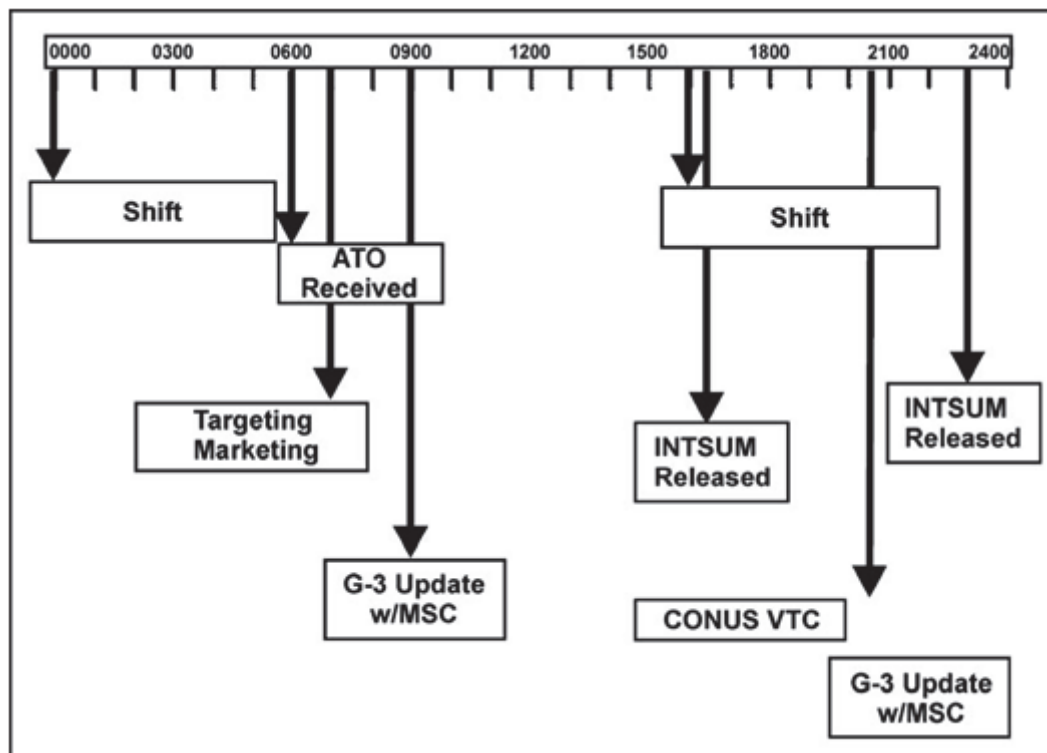 0000 0300 0600 0900 1200 1500 1800 2100 2400
Shift
Shift
ATO
Received
Targeting
Marketing
INTSUM
Released
INTSUM
Released
G-3 Update
w/MSC
CONUS VTC
G-3 Update
w/MSC